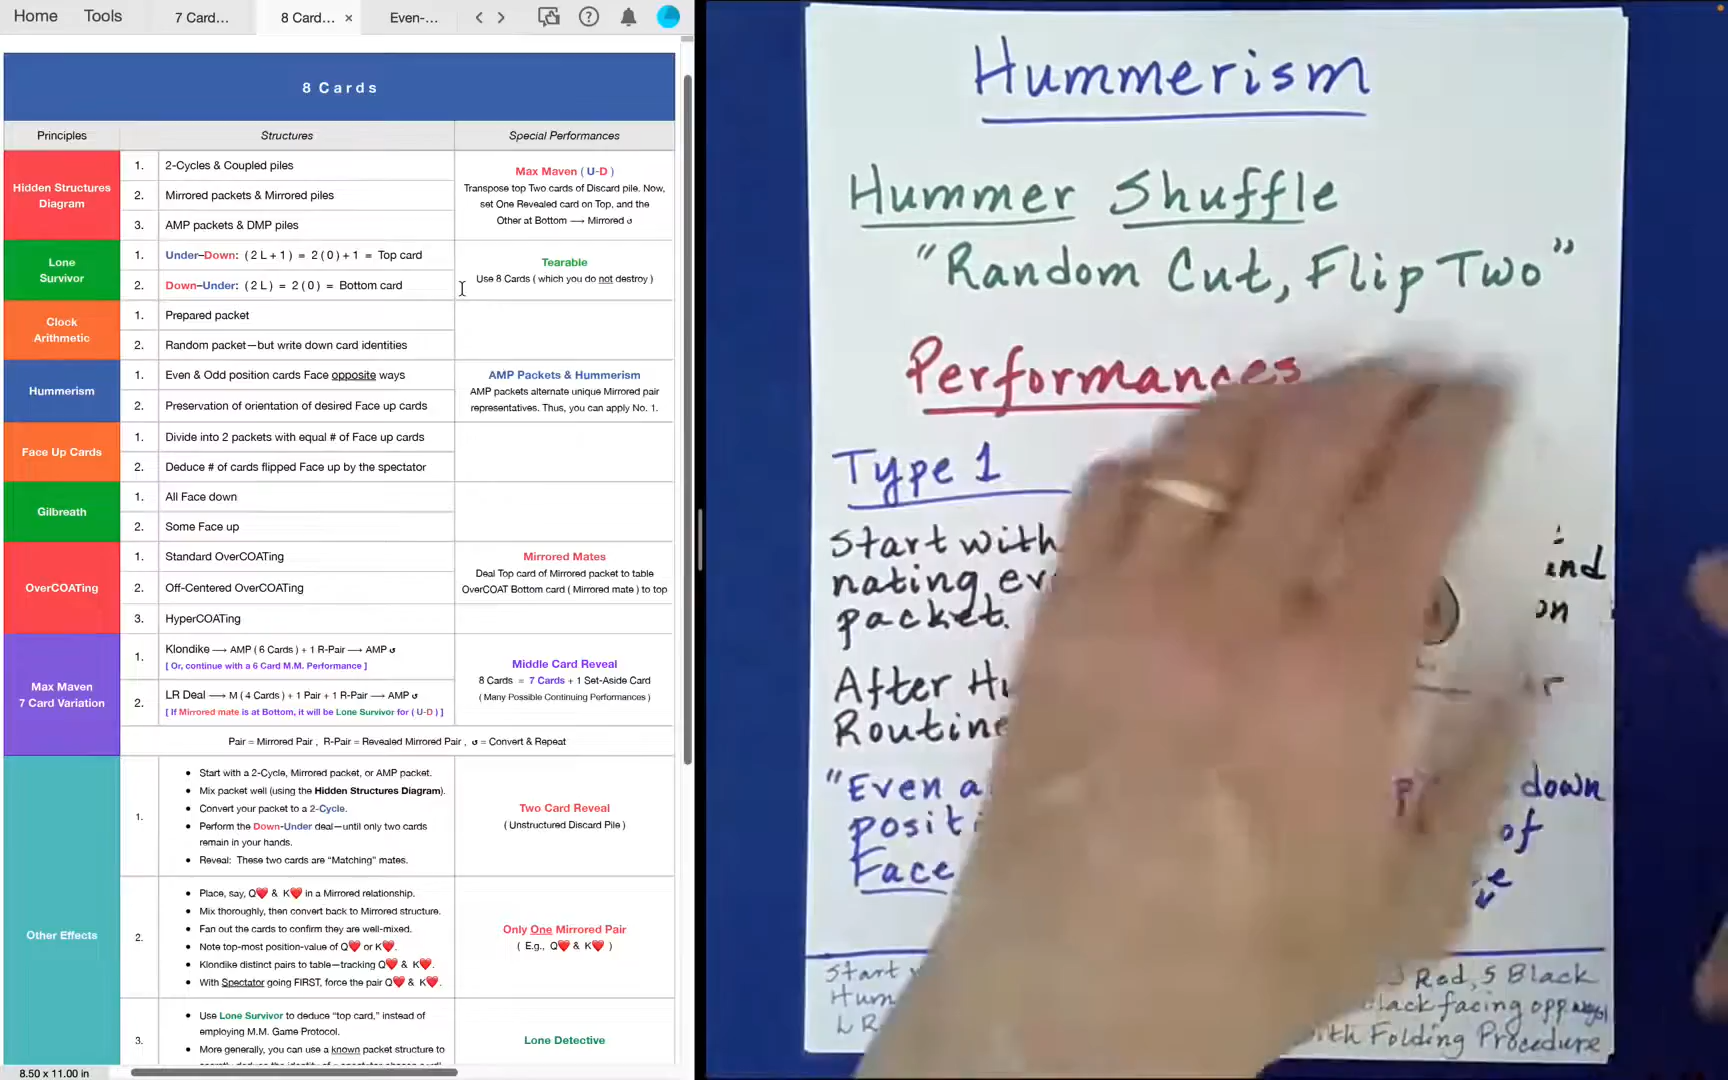 Home Tools 7 Card... 8 Card... × Even-...
8 Cards
Principles Structures Special Performances
Hidden Structures
Diagram
1. 2-Cycles & Coupled piles
2. Mirrored packets & Mirrored piles
3. AMP packets & DMP piles
Max Maven ( U-D )
Transpose top Two cards of Discard pile. Now,
set One Revealed card on Top, and the
Other at Bottom → Mirrored ↺
Lone
Survivor
1. Under–Down: ( 2 L + 1 ) = 2 ( 0 ) + 1 = Top card
2. Down–Under: ( 2 L ) = 2 ( 0 ) = Bottom card
Tearable
Use 8 Cards ( which you do not destroy )
Clock
Arithmetic
1. Prepared packet
2. Random packet—but write down card identities
Hummerism
1. Even & Odd position cards Face opposite ways
2. Preservation of orientation of desired Face up cards
AMP Packets & Hummerism
AMP packets alternate unique Mirrored pair
representatives. Thus, you can apply No. 1.
Face Up Cards
1. Divide into 2 packets with equal # of Face up cards
2. Deduce # of cards flipped Face up by the spectator
Gilbreath
1. All Face down
2. Some Face up
OverCOATing
1. Standard OverCOATing
2. Off-Centered OverCOATing
3. HyperCOATing
Mirrored Mates
Deal Top card of Mirrored packet to table
OverCOAT Bottom card ( Mirrored mate ) to top
Max Maven
7 Card Variation
1. Klondike → AMP ( 6 Cards ) + 1 R-Pair → AMP ↺
[ Or, continue with a 6 Card M.M. Performance ]
2. LR Deal → M ( 4 Cards ) + 1 Pair + 1 R-Pair → AMP ↺
[ If Mirrored mate is at Bottom, it will be Lone Survivor for ( U-D ) ]
Middle Card Reveal
8 Cards = 7 Cards + 1 Set-Aside Card
( Many Possible Continuing Performances )
Pair = Mirrored Pair , R-Pair = Revealed Mirrored Pair , ↺ = Convert & Repeat
Other Effects
1.
• Start with a 2-Cycle, Mirrored packet, or AMP packet.
• Mix packet well (using the Hidden Structures Diagram).
• Convert your packet to a 2-Cycle.
• Perform the Down-Under deal—until only two cards
remain in your hands.
• Reveal: These two cards are “Matching” mates.
Two Card Reveal
( Unstructured Discard Pile )
2.
• Place, say, Q♥ & K♥ in a Mirrored relationship.
• Mix thoroughly, then convert back to Mirrored structure.
• Fan out the cards to confirm they are well-mixed.
• Note top-most position-value of Q♥ or K♥.
• Klondike distinct pairs to table—tracking Q♥ & K♥.
• With Spectator going FIRST, force the pair Q♥ & K♥.
Only One Mirrored Pair
( E.g., Q♥ & K♥ )
3.
• Use Lone Survivor to deduce “top card,” instead of
employing M.M. Game Protocol.
• More generally, you can use a known packet structure to
Lone Detective
8.50 x 11.00 in
Hummerism
Hummer Shuffle
“Random Cut, Flip Two”
Performances
Type 1
Start with
nating ev
packet.
After Hu
Routine
“Even a
positi
Face
down
of
Start
Hum
LR
Red, 5 Black
facing opp
with Folding Procedure